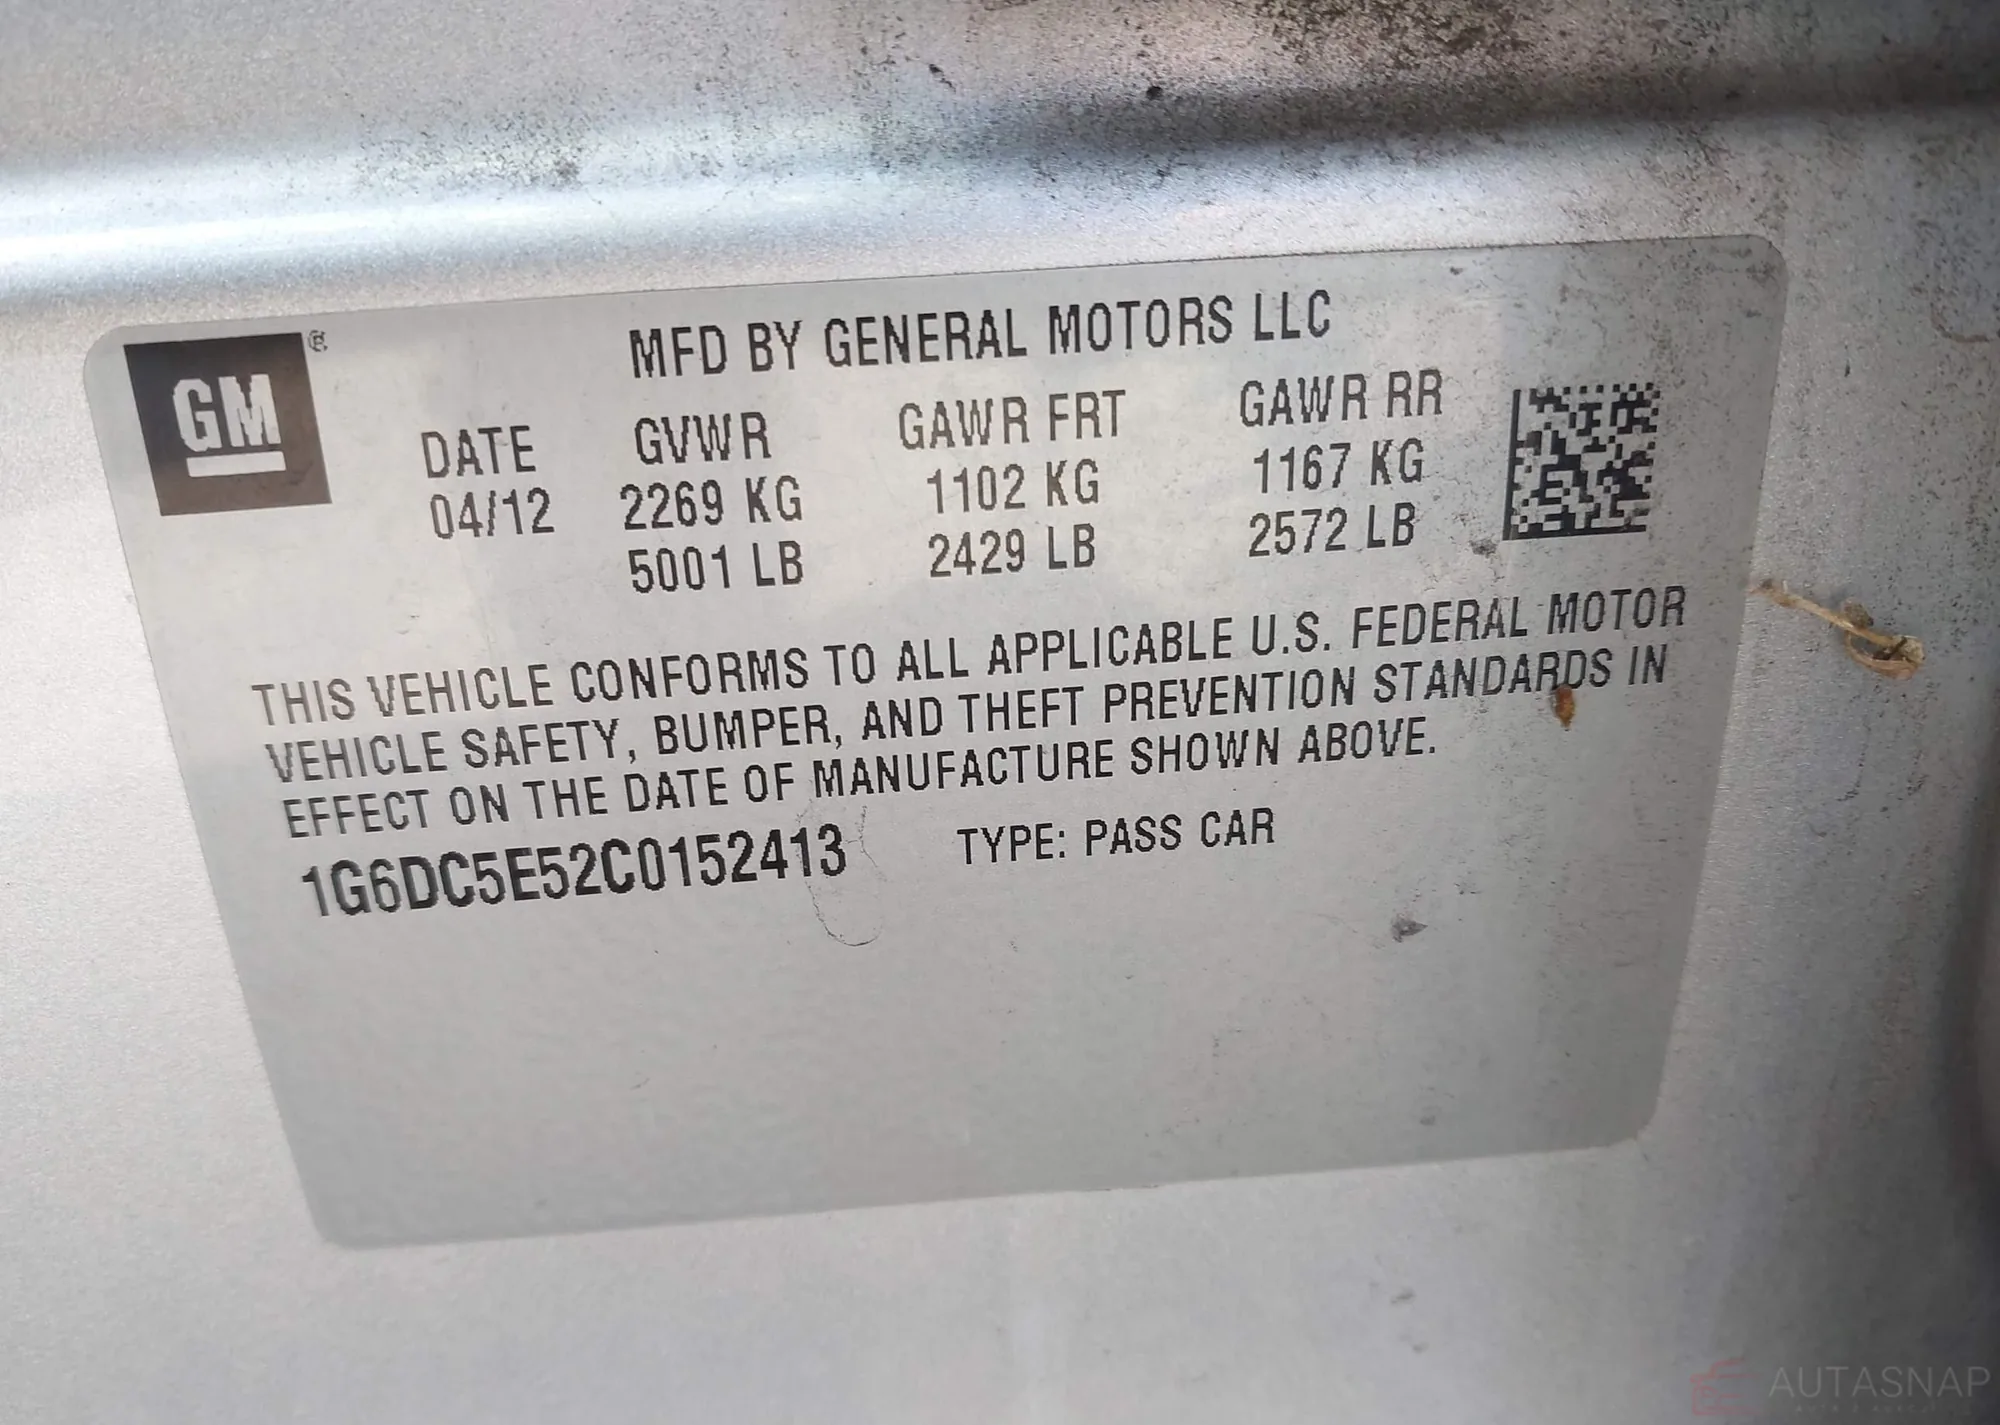 GM ®
MFD BY GENERAL MOTORS LLC
DATE GVWR GAWR FRT GAWR RR
04/12 2269 KG 1102 KG 1167 KG
5001 LB 2429 LB 2572 LB
THIS VEHICLE CONFORMS TO ALL APPLICABLE U.S. FEDERAL MOTOR
VEHICLE SAFETY, BUMPER, AND THEFT PREVENTION STANDARDS IN
EFFECT ON THE DATE OF MANUFACTURE SHOWN ABOVE.
1G6DC5E52C0152413 TYPE: PASS CAR
AUTASNAP